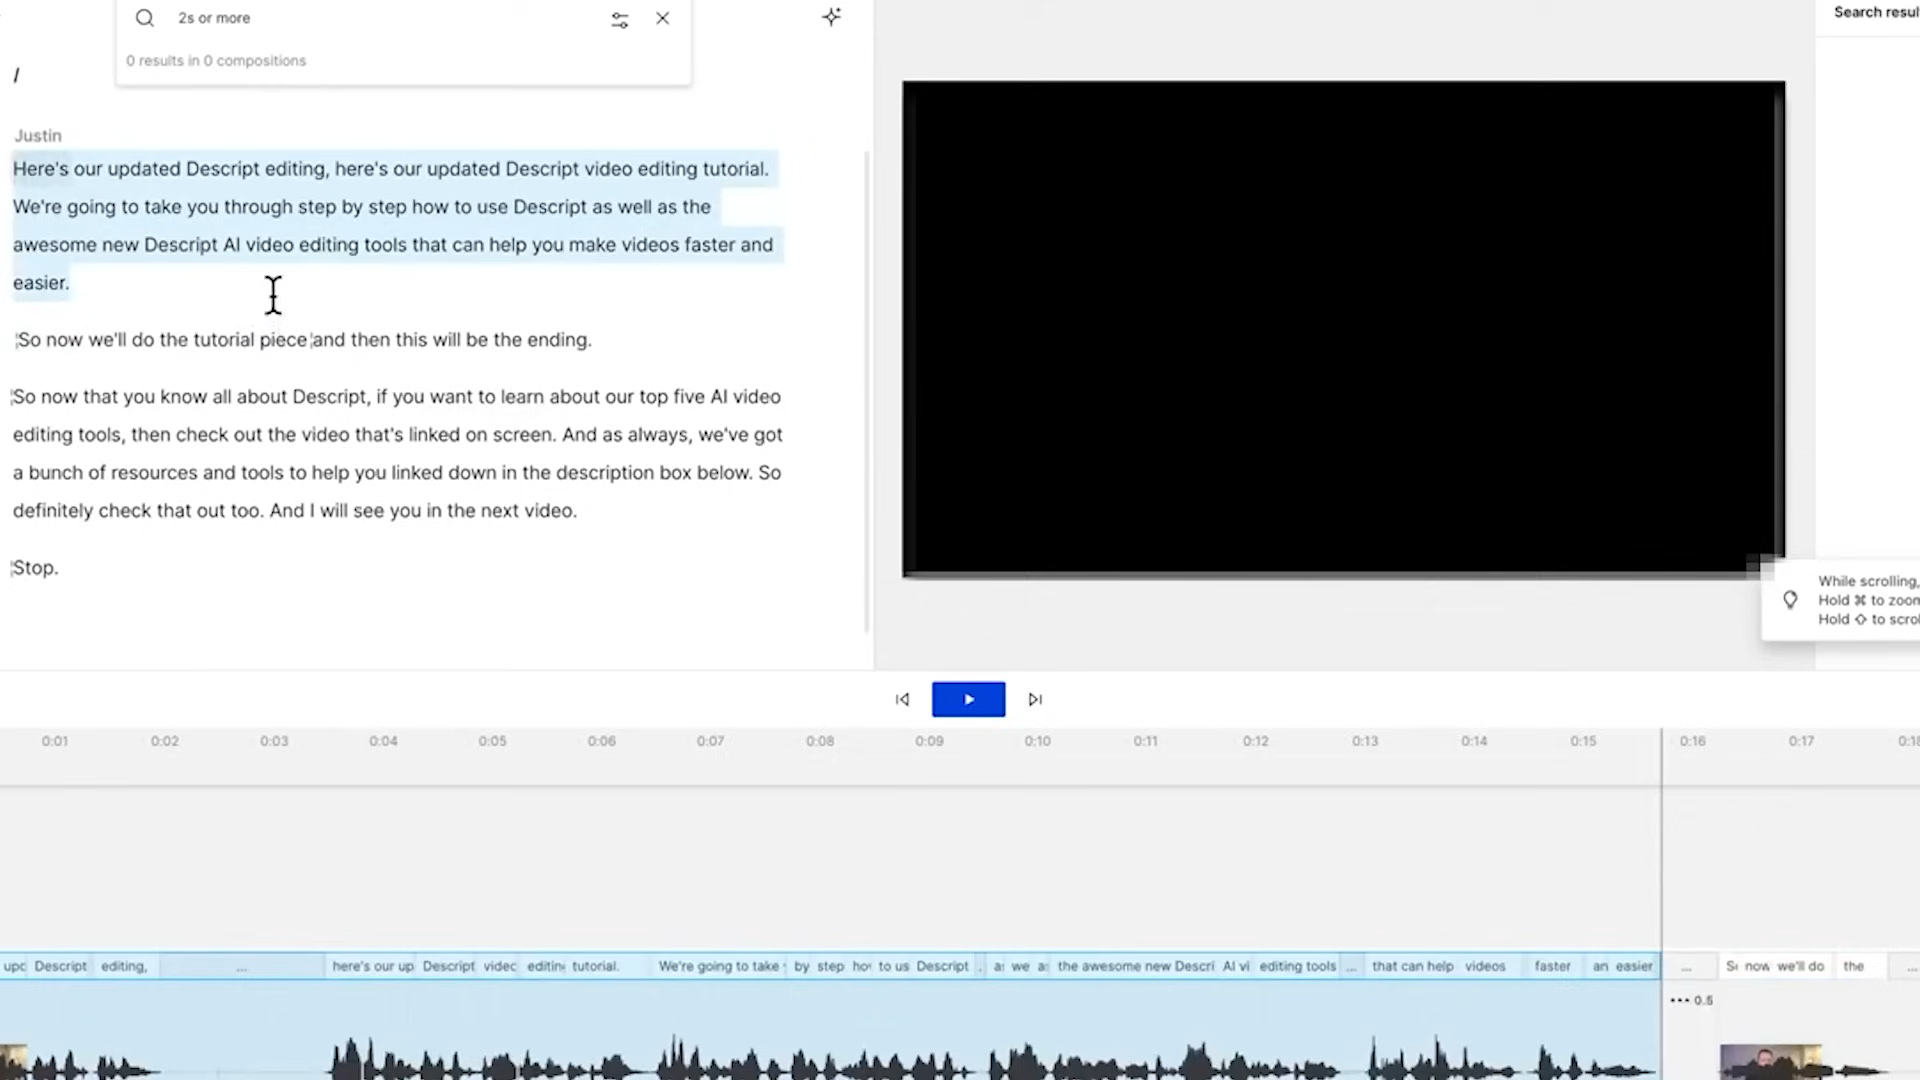 2s or more
0 results in 0 compositions
/
Search resul
Justin
Here's our updated Descript editing, here's our updated Descript video editing tutorial.
We're going to take you through step by step how to use Descript as well as the
awesome new Descript AI video editing tools that can help you make videos faster and
easier.
So now we'll do the tutorial piece and then this will be the ending.
So now that you know all about Descript, if you want to learn about our top five AI video
editing tools, then check out the video that's linked on screen. And as always, we've got
a bunch of resources and tools to help you linked down in the description box below. So
definitely check that out too. And I will see you in the next video.
Stop.
While scrolling,
Hold ⌘ to zoom
Hold ⇧ to scrol
0:01 0:02 0:03 0:04 0:05 0:06 0:07 0:08 0:09 0:10 0:11 0:12 0:13 0:14 0:15 0:16 0:17 0:18
upd Descript editing, ... here's our up Descript videc editin tutorial. We're going to take by step hov to us Descript . a we a the awesome new Descri AI vi editing tools ... that can help videos faster an easier ... S now we'll do the ...
••• 0.5